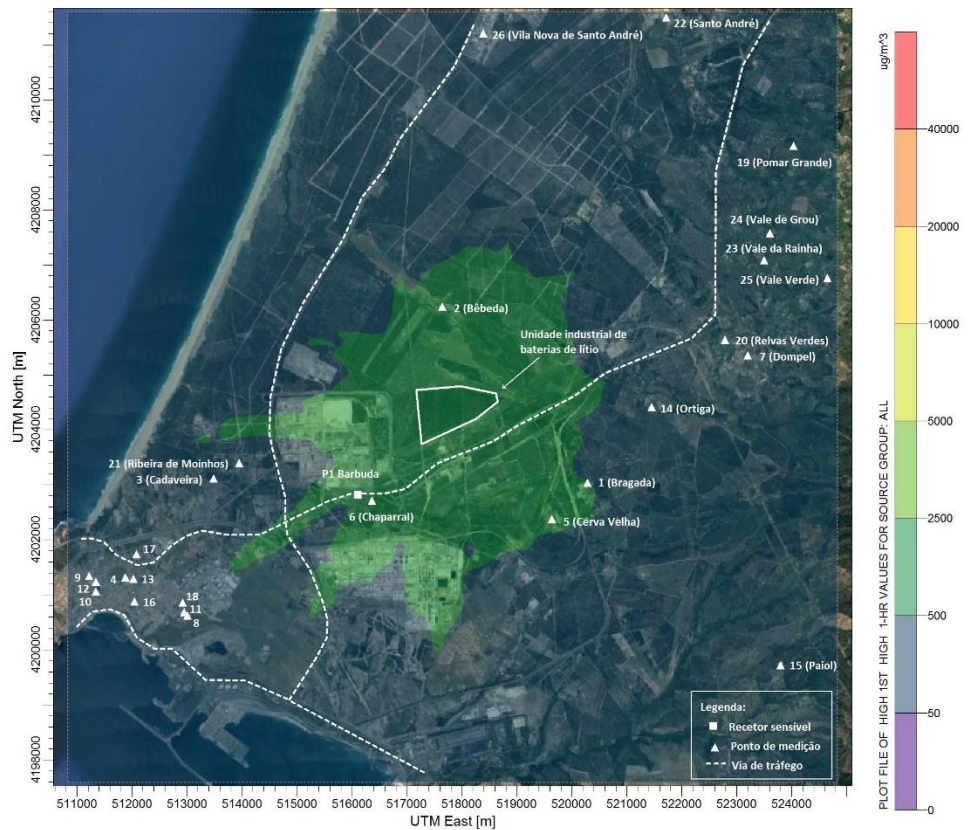 26 (Vila Nova de Santo André)
22 (Santo André)
19 (Pomar Grande)
24 (Vale de Grou)
23 (Vale da Rainha)
25 (Vale Verde)
2 (Bêbeda)
Unidade industrial de
baterias de lítio
20 (Relvas Verdes)
7 (Dompel)
14 (Ortiga)
21 (Ribeira de Moinhos)
3 (Cadaveira)
P1 Barbuda
6 (Chaparral)
1 (Bragada)
5 (Cerva Velha)
17
9
4
13
12
10
16
18
11
8
15 (Paiol)
Legenda:
Recetor sensível
Ponto de medição
Via de tráfego
UTM North [m]
4210000
4208000
4206000
4204000
4202000
4200000
4198000
511000 512000 513000 514000 515000 516000 517000 518000 519000 520000 521000 522000 523000 524000
UTM East [m]
PLOT FILE OF HIGH 1ST HIGH 1-HR VALUES FOR SOURCE GROUP: ALL
ug/m^3
40000
20000
10000
5000
2500
500
50
0